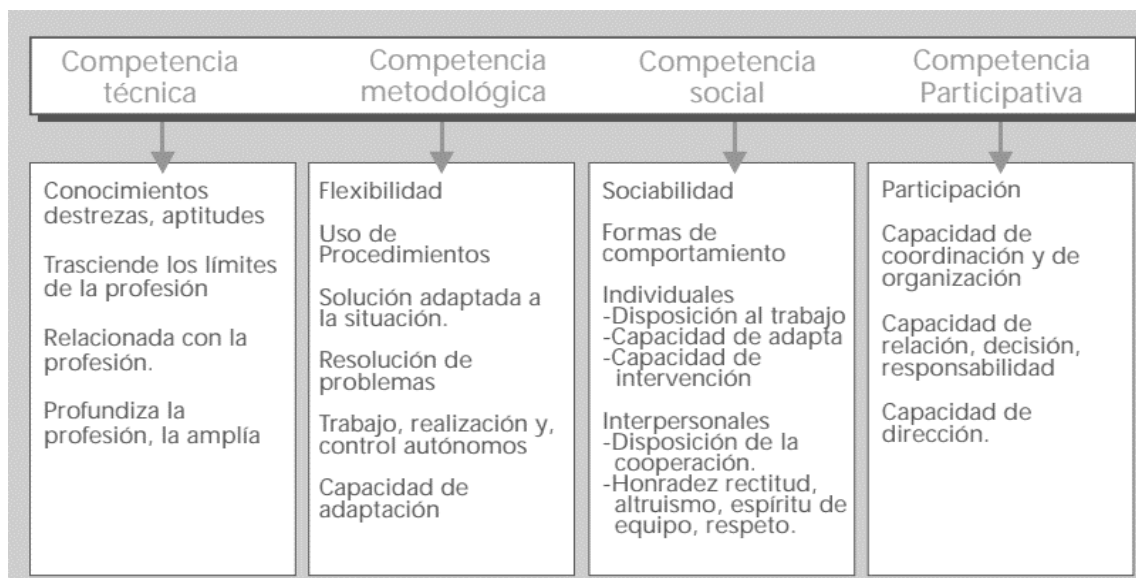 Competencia
técnica
Competencia
metodológica
Competencia
social
Competencia
Participativa
Conocimientos
destrezas, aptitudes
Trasciende los límites
de la profesión
Relacionada con la
profesión.
Profundiza la
profesión, la amplía
Flexibilidad
Uso de
Procedimientos
Solución adaptada a
la situación.
Resolución de
problemas
Trabajo, realización y,
control autónomos
Capacidad de
adaptación
Sociabilidad
Formas de
comportamiento
Individuales
-Disposición al trabajo
-Capacidad de adapta
-Capacidad de
intervención
Interpersonales
-Disposición de la
cooperación.
-Honradez rectitud,
altruismo, espíritu de
equipo, respeto.
Participación
Capacidad de
coordinación y de
organización
Capacidad de
relación, decisión,
responsabilidad
Capacidad de
dirección.